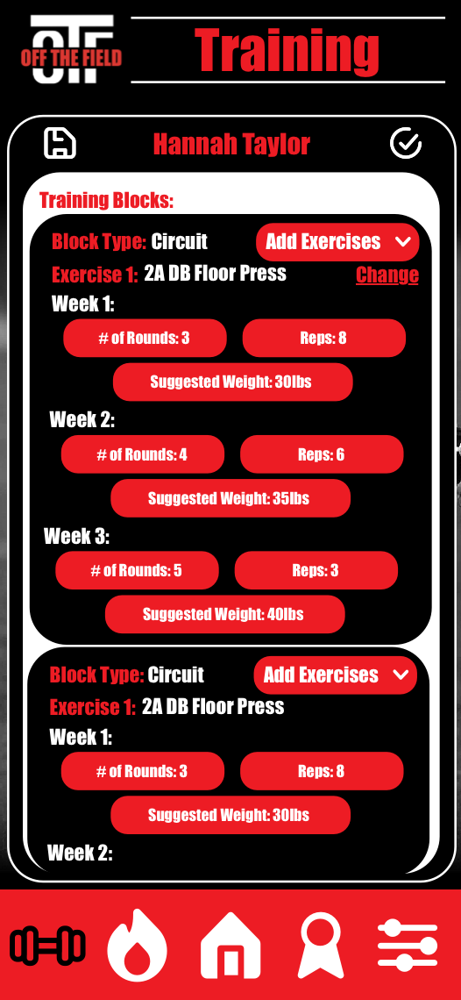 OTF
OFF THE FIELD
Training
Hannah Taylor
Training Blocks:
Block Type: Circuit
Add Exercises
Exercise 1: 2A DB Floor Press
Change
Week 1:
# of Rounds: 3
Reps: 8
Suggested Weight: 30lbs
Week 2:
# of Rounds: 4
Reps: 6
Suggested Weight: 35lbs
Week 3:
# of Rounds: 5
Reps: 3
Suggested Weight: 40lbs
Block Type: Circuit
Add Exercises
Exercise 1: 2A DB Floor Press
Week 1:
# of Rounds: 3
Reps: 8
Suggested Weight: 30lbs
Week 2: